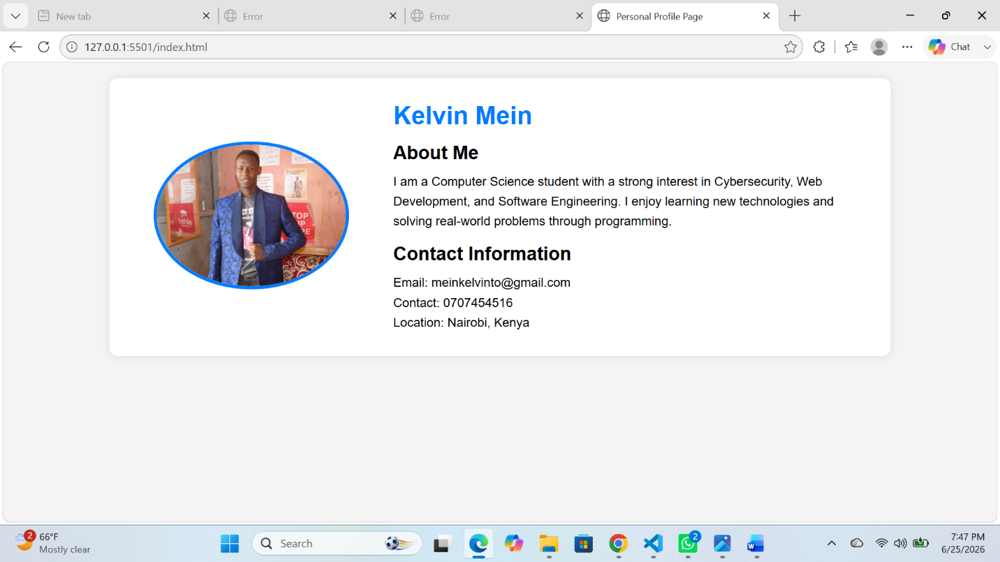 New tab
Error
Error
Personal Profile Page
127.0.0.1:5501/index.html
Chat
Kelvin Mein
About Me
I am a Computer Science student with a strong interest in Cybersecurity, Web
Development, and Software Engineering. I enjoy learning new technologies and
solving real-world problems through programming.
Contact Information
Email: meinkelvinto@gmail.com
Contact: 0707454516
Location: Nairobi, Kenya
2
66°F
Mostly clear
Search
2
W
7:47 PM
6/25/2026